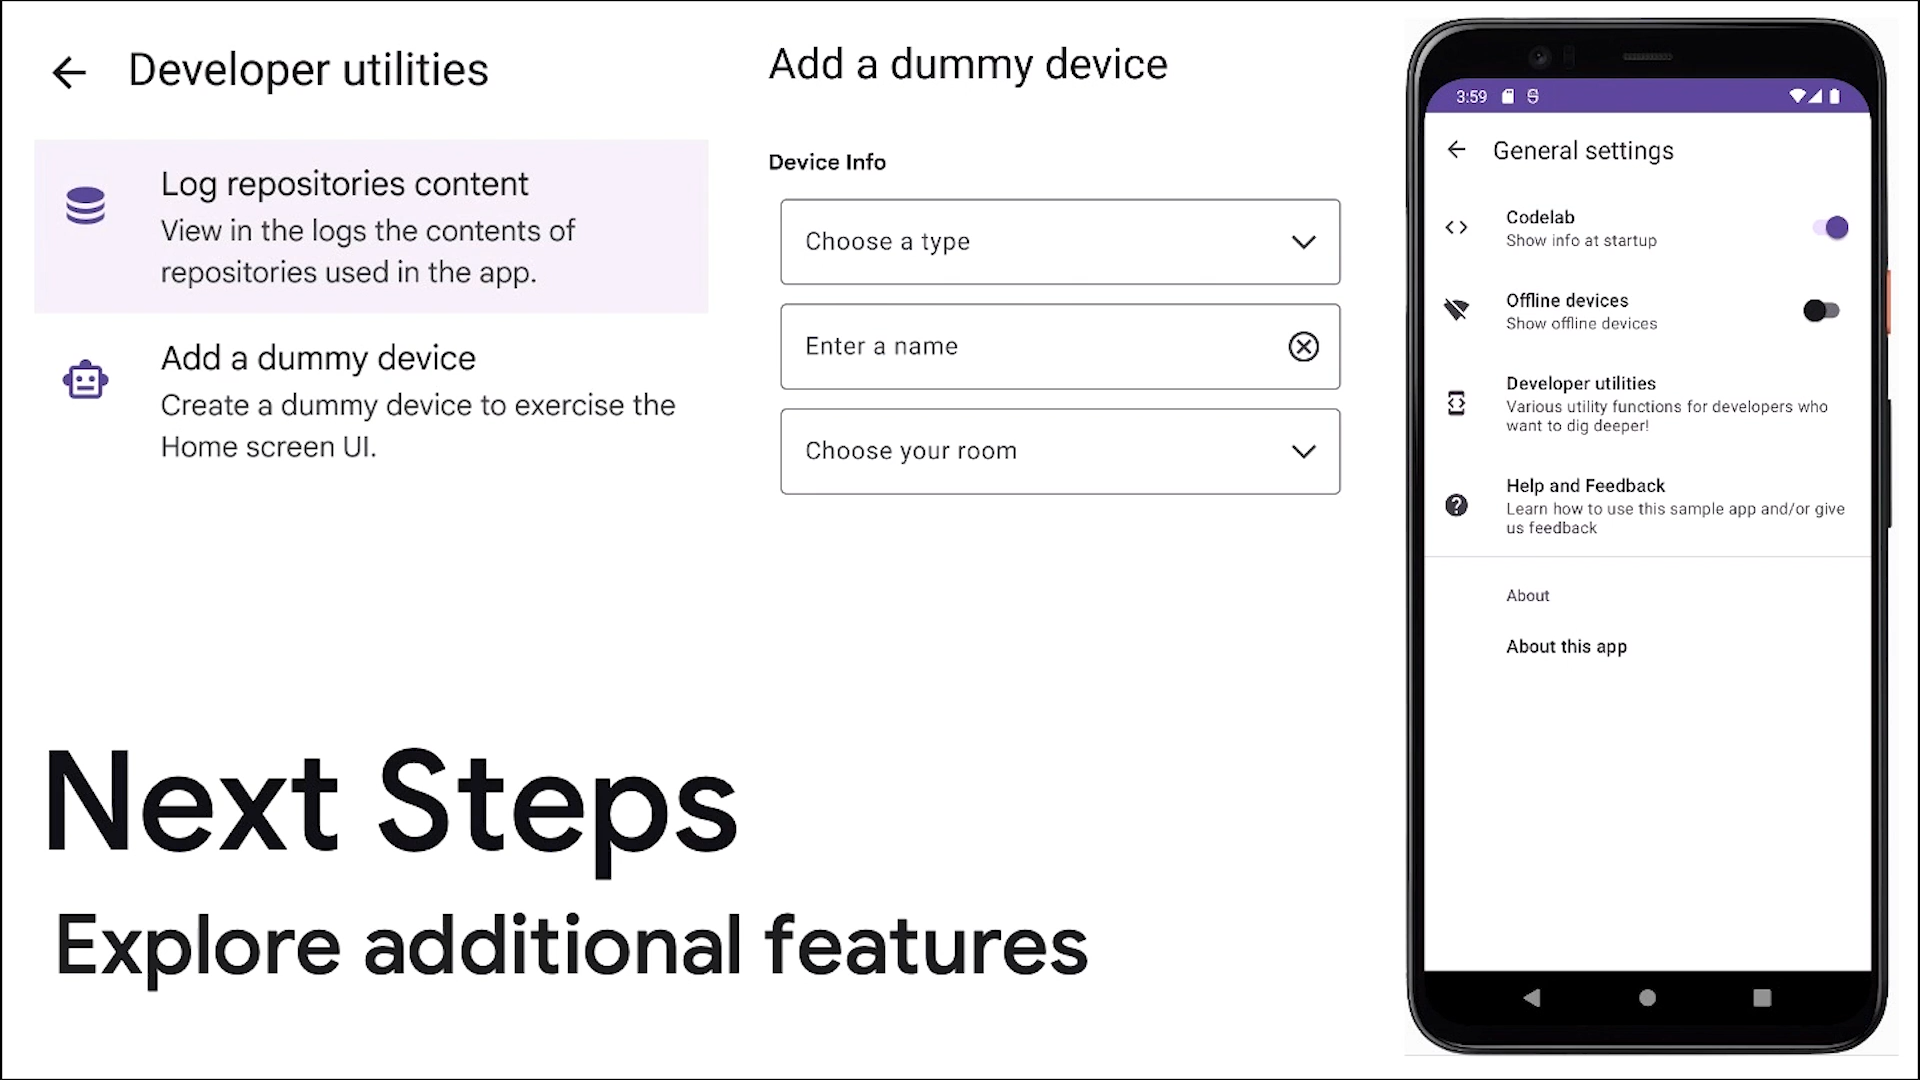 Developer utilities
Log repositories content
View in the logs the contents of
repositories used in the app.
Add a dummy device
Create a dummy device to exercise the
Home screen UI.
Add a dummy device
Device Info
Choose a type
Enter a name
Choose your room
3:59
General settings
Codelab
Show info at startup
Offline devices
Show offline devices
Developer utilities
Various utility functions for developers who
want to dig deeper!
Help and Feedback
Learn how to use this sample app and/or give
us feedback
About
About this app
Next Steps
Explore additional features